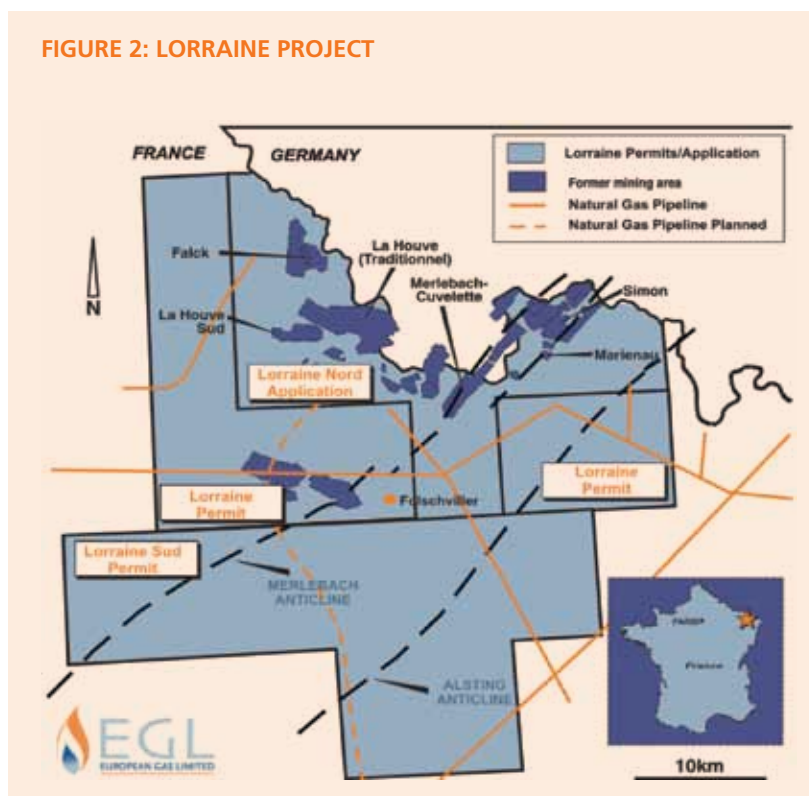 FIGURE 2: LORRAINE PROJECT
FRANCE
GERMANY
Lorraine Permits/Application
Former mining area
Natural Gas Pipeline
Natural Gas Pipeline Planned
N
Falck
La Houve
(Traditionnel)
Merlebach-
Cuvelette
Simon
La Houve
Sud
Marienau
Lorraine Nord
Application
Lorraine
Permit
Folschviller
Lorraine
Permit
Lorraine Sud
Permit
MERLEBACH
ANTICLINE
ALSTING
ANTICLINE
PARIS
France
EGL
EUROPEAN GAS LIMITED
10km